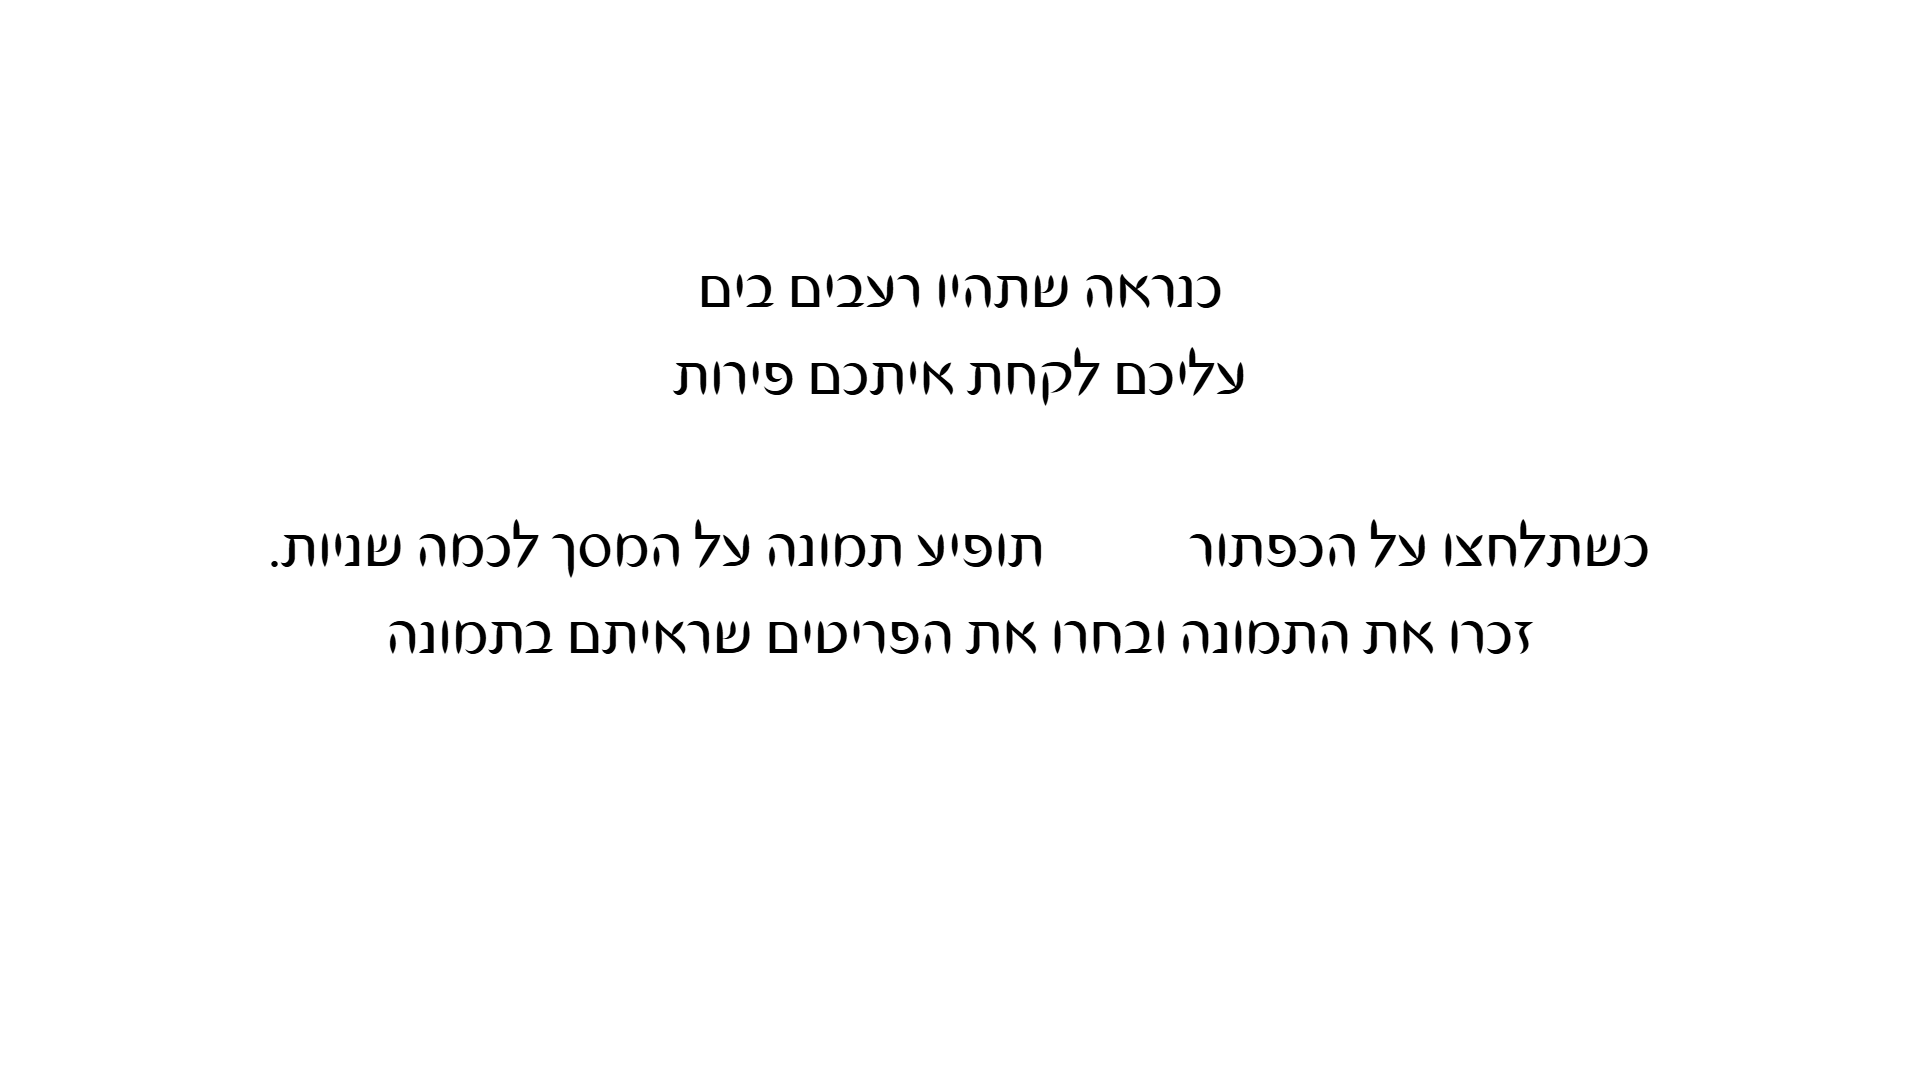 כנראה שתהיו רעבים בים
עליכם לקחת איתכם פירות
כשתלחצו על הכפתור תופיע תמונה על המסך לכמה שניות.
זכרו את התמונה ובחרו את הפריטים שראיתם בתמונה